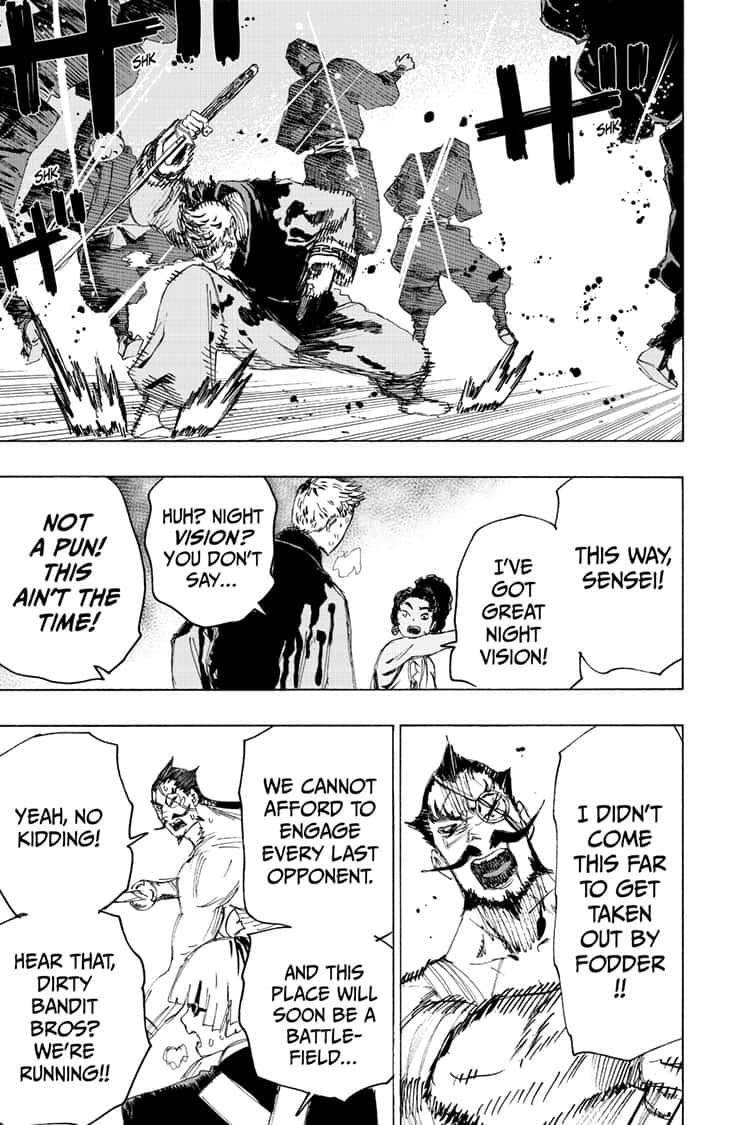 SHK
SHK
SHK
THIS WAY,
SENSEI!
I'VE
GOT
GREAT
NIGHT
VISION!
HUH? NIGHT
VISION?
YOU DON'T
SAY...
NOT
A PUN!
THIS
AIN'T THE
TIME!
I DIDN'T
COME
THIS FAR
TO GET
TAKEN
OUT BY
FODDER
!!
WE CANNOT
AFFORD TO
ENGAGE
EVERY LAST
OPPONENT.
AND THIS
PLACE WILL
SOON BE A
BATTLE-
FIELD...
YEAH, NO
KIDDING!
HEAR THAT,
DIRTY
BANDIT
BROS?
WE'RE
RUNNING!!